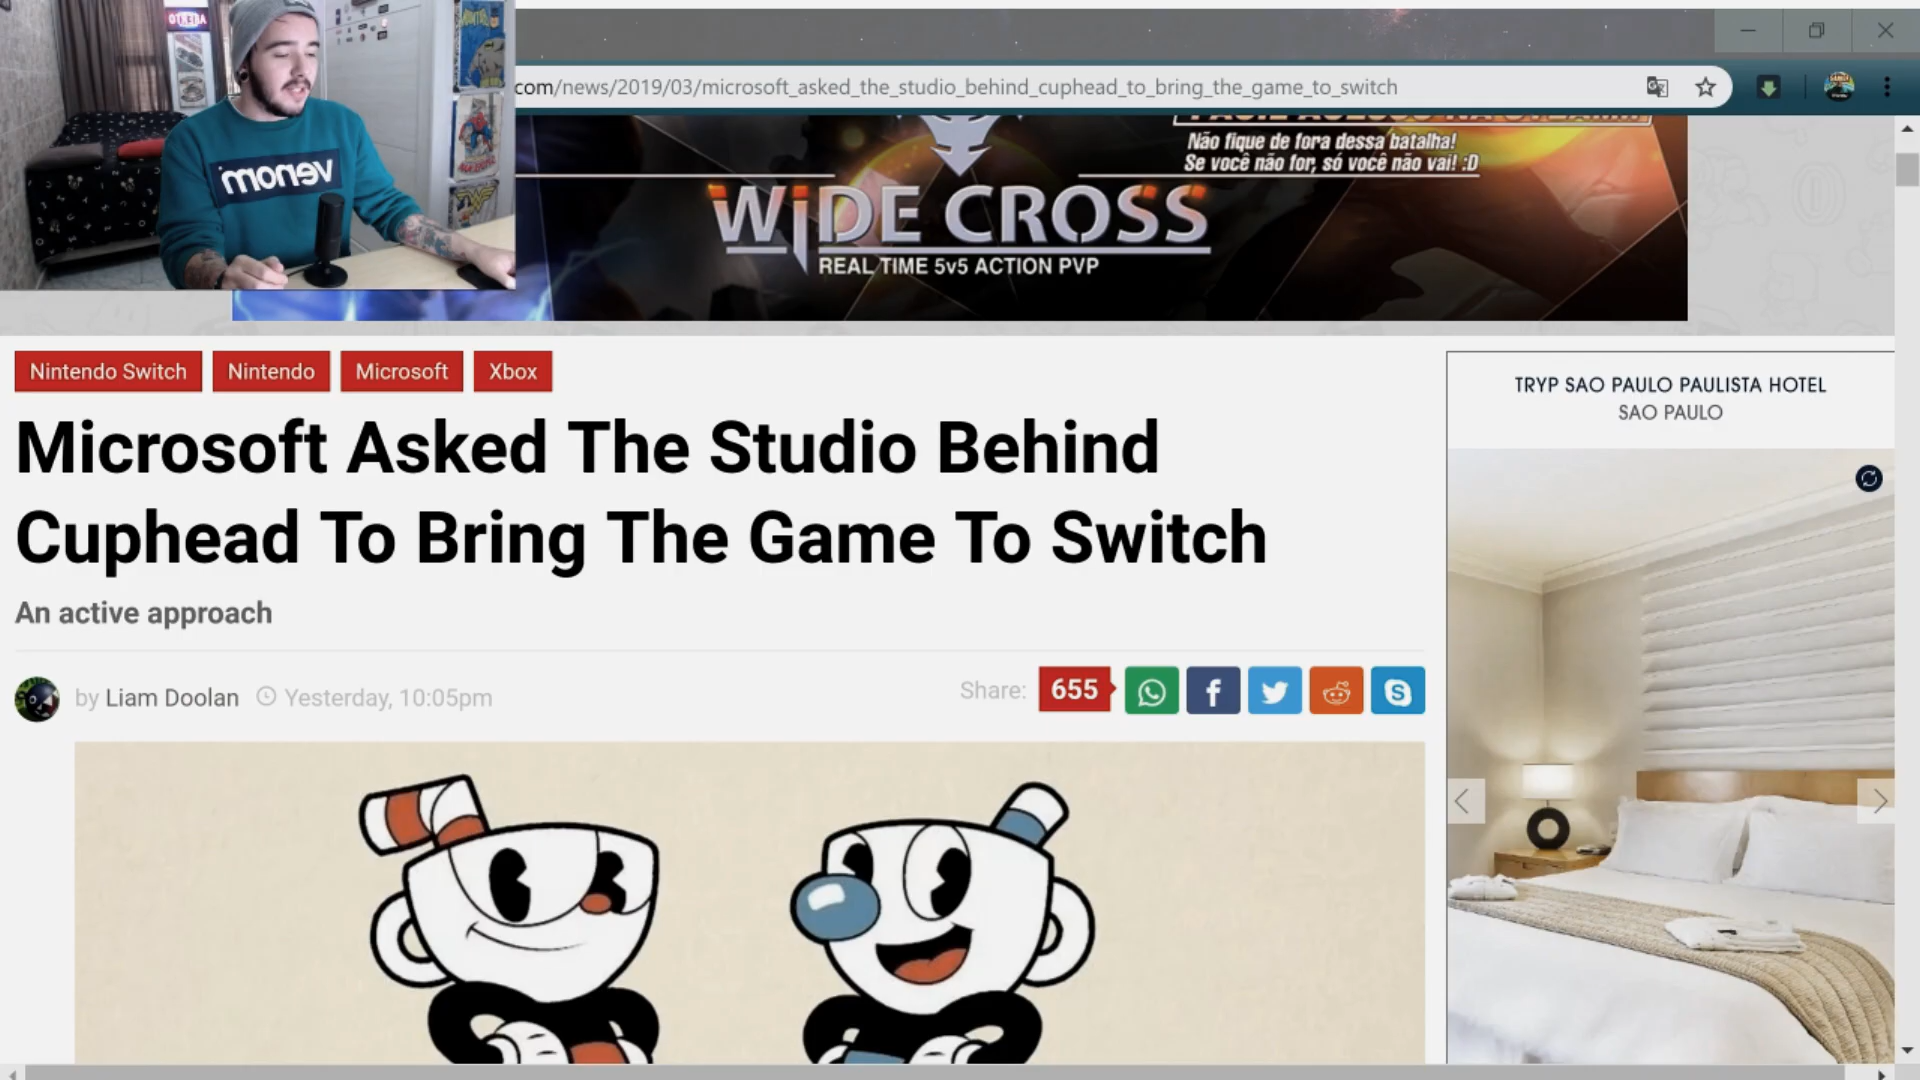 venom
com/news/2019/03/microsoft_asked_the_studio_behind_cuphead_to_bring_the_game_to_switch
Não fique de fora dessa batalha!
Se você não for, só você não vai! :D
WiDE CROSS
REAL TIME 5v5 ACTION PVP
Nintendo Switch
Nintendo
Microsoft
Xbox
Microsoft Asked The Studio Behind
Cuphead To Bring The Game To Switch
An active approach
by Liam Doolan
Yesterday, 10:05pm
Share:
655
TRYP SAO PAULO PAULISTA HOTEL
SAO PAULO